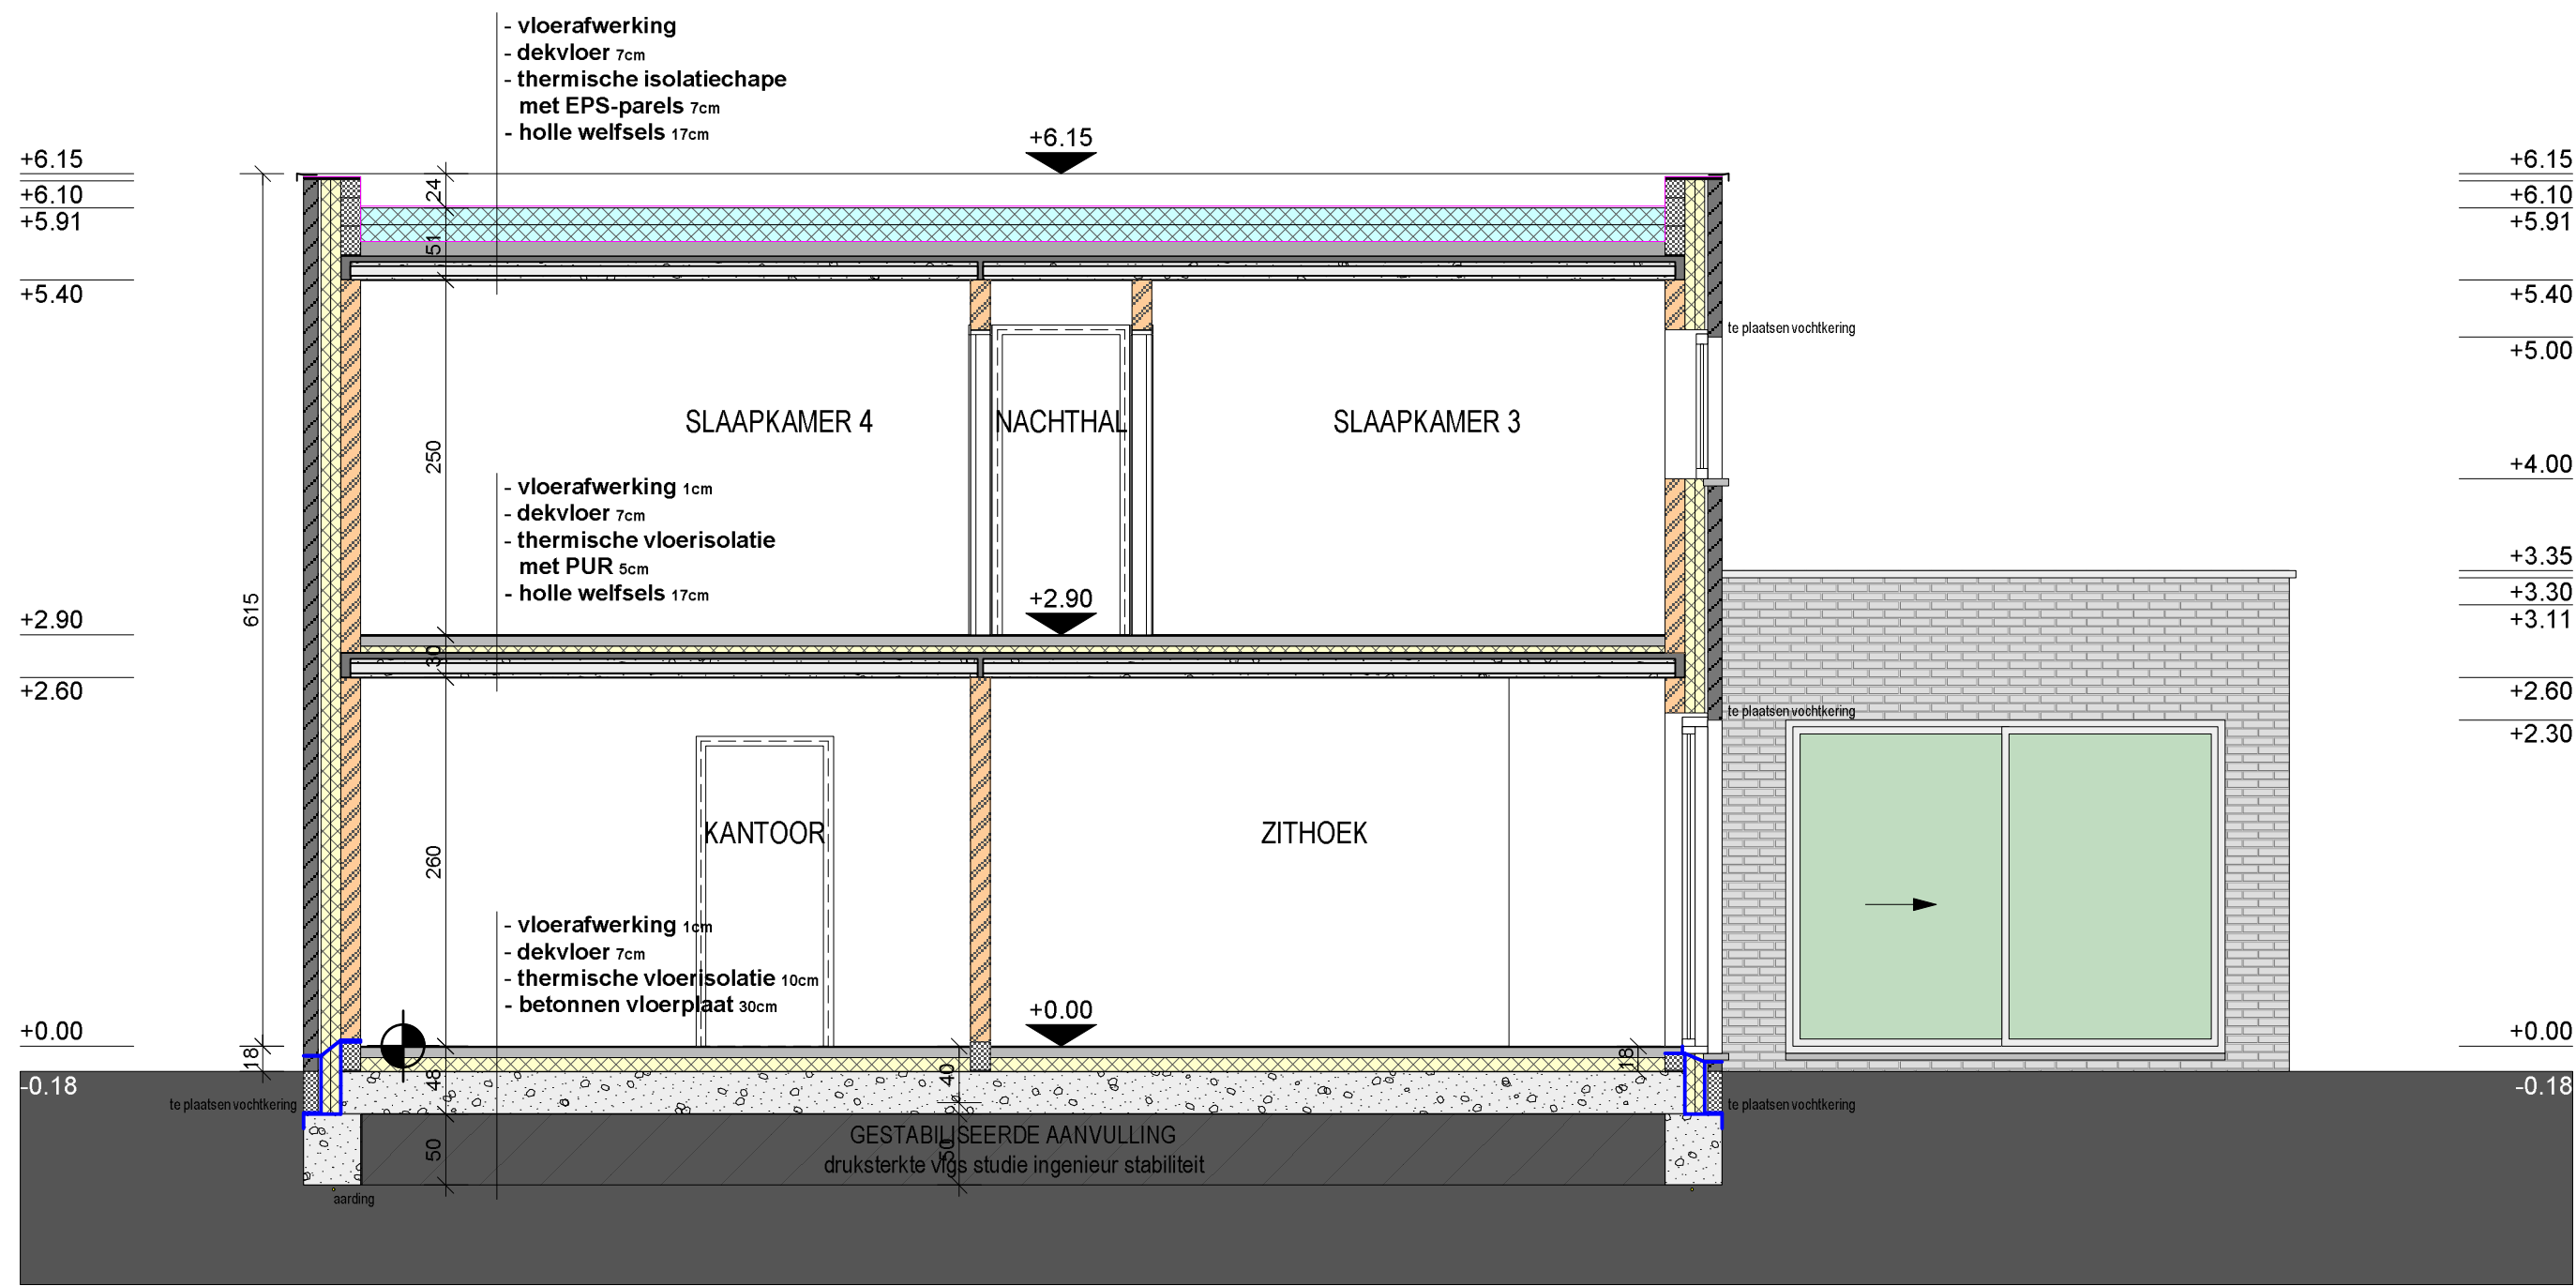 - vloerafwerking
- dekvloer 7cm
- thermische isolatiechape
met EPS-parels 7cm
- holle welfsels 17cm
+6.15
+6.15
+6.10
+5.91
+5.40
+2.90
+2.60
+0.00
-0.18
615
18
24
51
250
30
260
48
50
SLAAPKAMER 4
NACHTHAL
SLAAPKAMER 3
- vloerafwerking 1cm
- dekvloer 7cm
- thermische vloerisolatie
met PUR 5cm
- holle welfsels 17cm
+2.90
KANTOOR
ZITHOEK
- vloerafwerking 1cm
- dekvloer 7cm
- thermische vloerisolatie 10cm
- betonnen vloerplaat 30cm
+0.00
40
50
18
GESTABILISEERDE AANVULLING
druksterkte vlgs studie ingenieur stabiliteit
te plaatsen vochtkering
aarding
te plaatsen vochtkering
te plaatsen vochtkering
te plaatsen vochtkering
+6.15
+6.10
+5.91
+5.40
+5.00
+4.00
+3.35
+3.30
+3.11
+2.60
+2.30
+0.00
-0.18